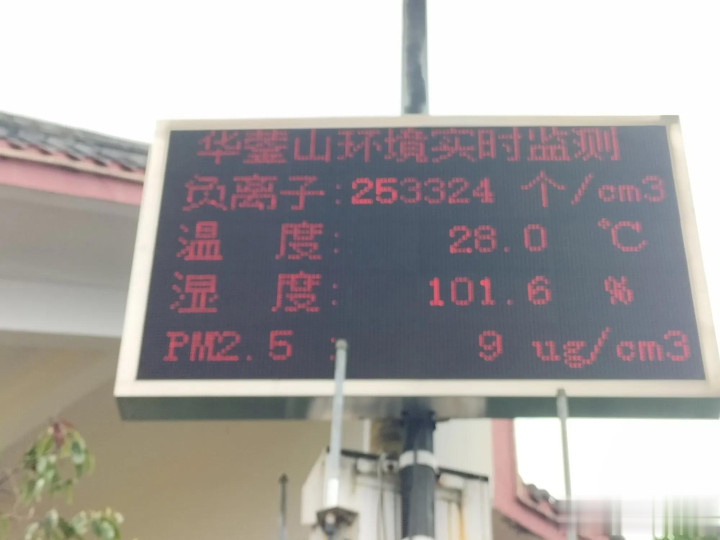 华蓥山环境实时监测
负离子:253324 个/cm3
温 度: 28.0 ℃
湿 度: 101.6 %
PM2.5 : 9 ug/cm3